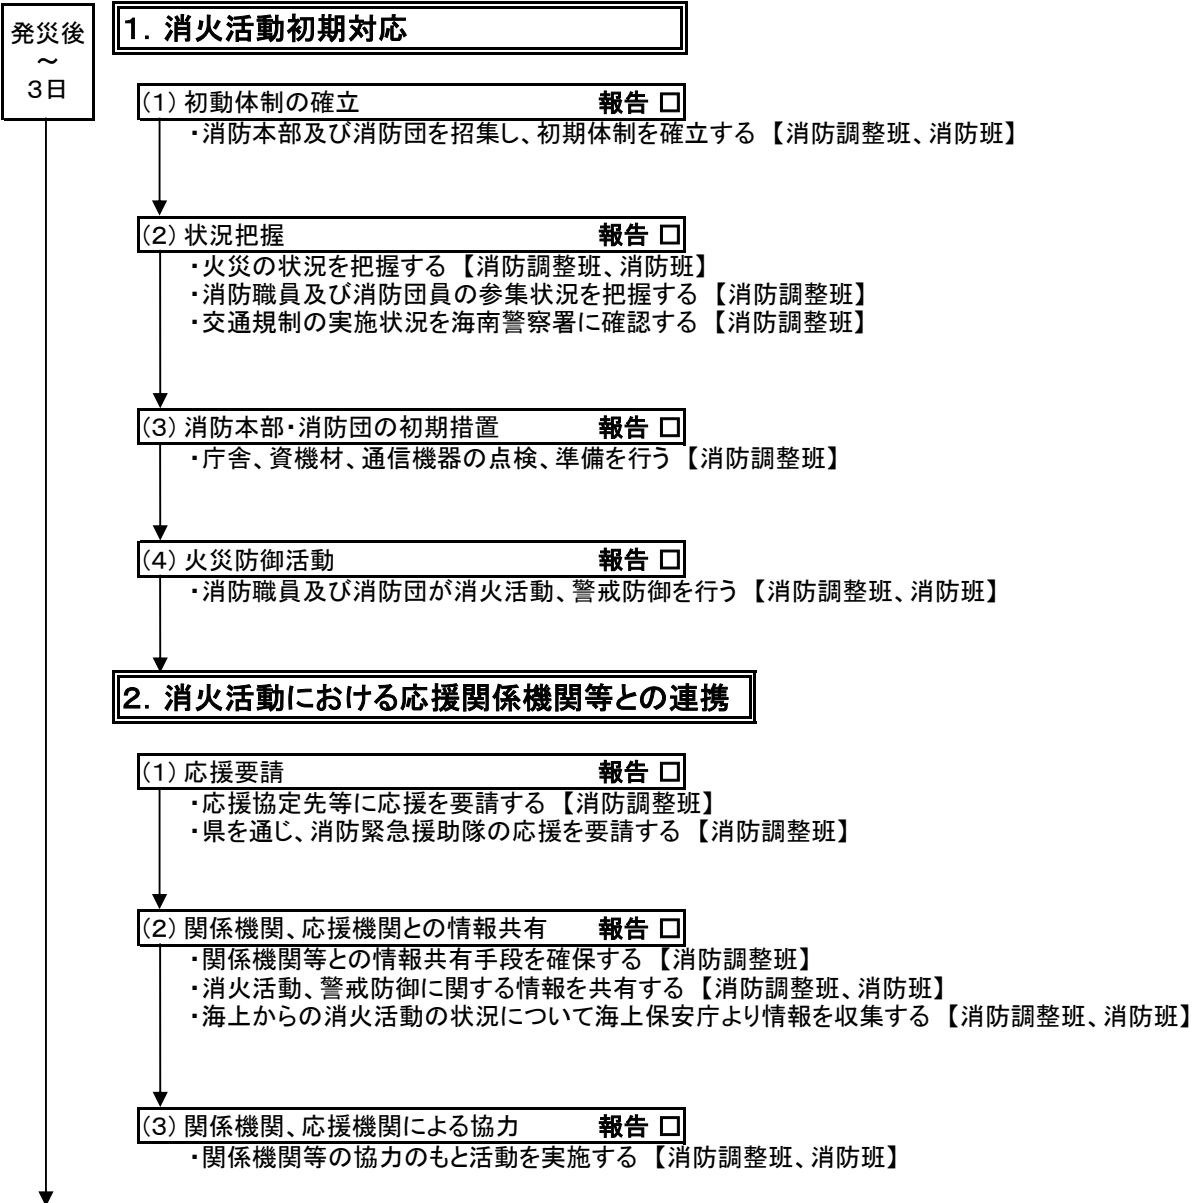 発災後
～
３日
１．消火活動初期対応
（１）初動体制の確立　報告 □
・消防本部及び消防団を招集し、初期体制を確立する 【消防調整班、消防班】
（２）状況把握　報告 □
・火災の状況を把握する 【消防調整班、消防班】
・消防職員及び消防団員の参集状況を把握する 【消防調整班】
・交通規制の実施状況を海南警察署に確認する 【消防調整班】
（３）消防本部・消防団の初期措置　報告 □
・庁舎、資機材、通信機器の点検、準備を行う 【消防調整班】
（４）火災防御活動　報告 □
・消防職員及び消防団が消火活動、警戒防御を行う 【消防調整班、消防班】
２．消火活動における応援関係機関等との連携
（１）応援要請　報告 □
・応援協定先等に応援を要請する 【消防調整班】
・県を通じ、消防緊急援助隊の応援を要請する 【消防調整班】
（２）関係機関、応援機関との情報共有　報告 □
・関係機関等との情報共有手段を確保する 【消防調整班】
・消火活動、警戒防御に関する情報を共有する 【消防調整班、消防班】
・海上からの消火活動の状況について海上保安庁より情報を収集する 【消防調整班、消防班】
（３）関係機関、応援機関による協力　報告 □
・関係機関等の協力のもと活動を実施する 【消防調整班、消防班】